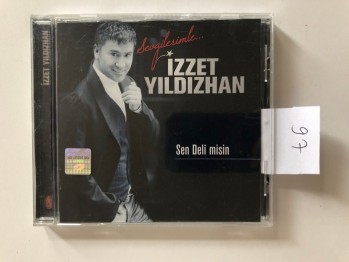 İZZET YILDIZHAN
Sevgilerimle...
İZZET
YILDIZHAN
Sen Deli misin
97